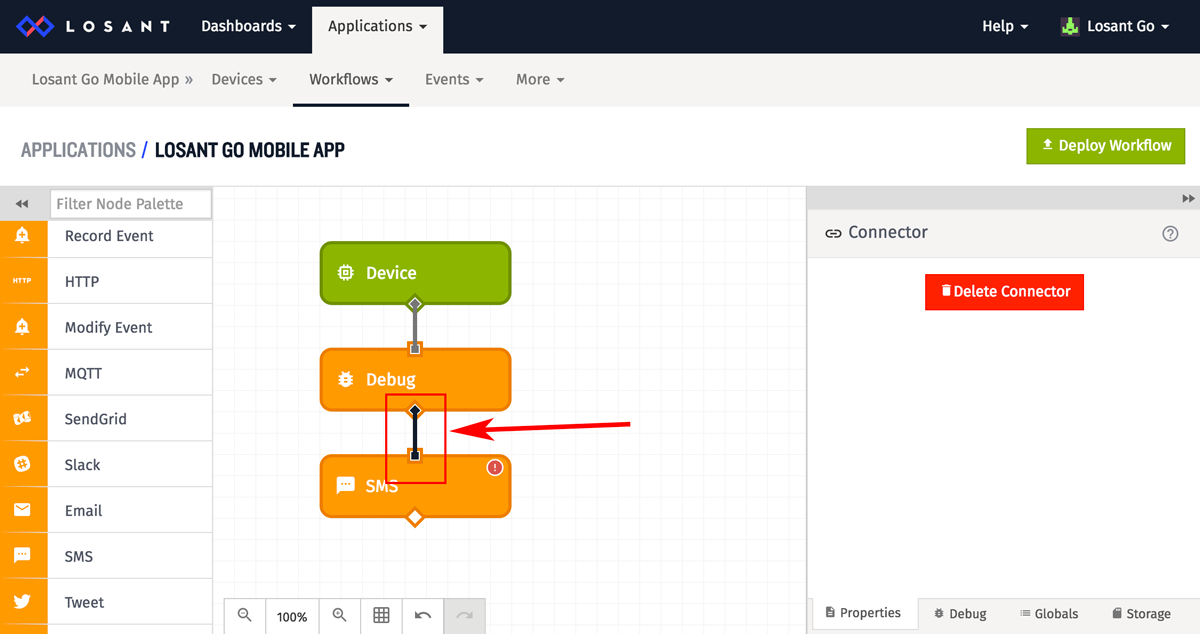 LOSANT Dashboards Applications Help Losant Go
Losant Go Mobile App » Devices Workflows Events More
APPLICATIONS / LOSANT GO MOBILE APP
Deploy Workflow
Filter Node Palette
Record Event
HTTP HTTP
Modify Event
MQTT
SendGrid
Slack
Email
SMS
Tweet
Device
Debug
SMS
100%
Connector
Delete Connector
Properties Debug Globals Storage